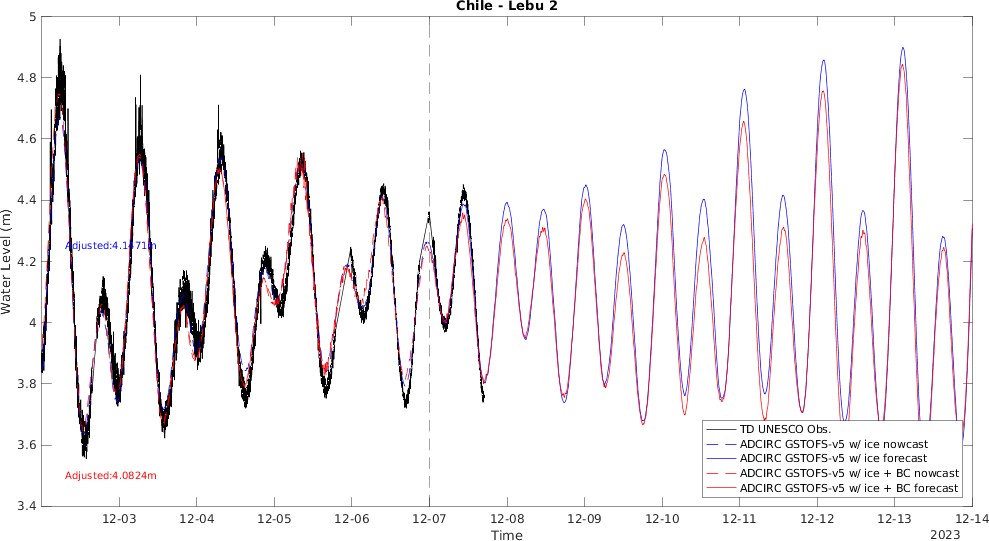 Chile - Lebu 2
5
4.8
4.6
4.4
4.2
4
3.8
3.6
3.4
Water Level (m)
Adjusted:4.1471m
Adjusted:4.0824m
TD UNESCO Obs.
ADCIRC GSTOFS-v5 w/ ice nowcast
ADCIRC GSTOFS-v5 w/ ice forecast
ADCIRC GSTOFS-v5 w/ ice + BC nowcast
ADCIRC GSTOFS-v5 w/ ice + BC forecast
12-03 12-04 12-05 12-06 12-07 12-08 12-09 12-10 12-11 12-12 12-13 12-14
Time
2023